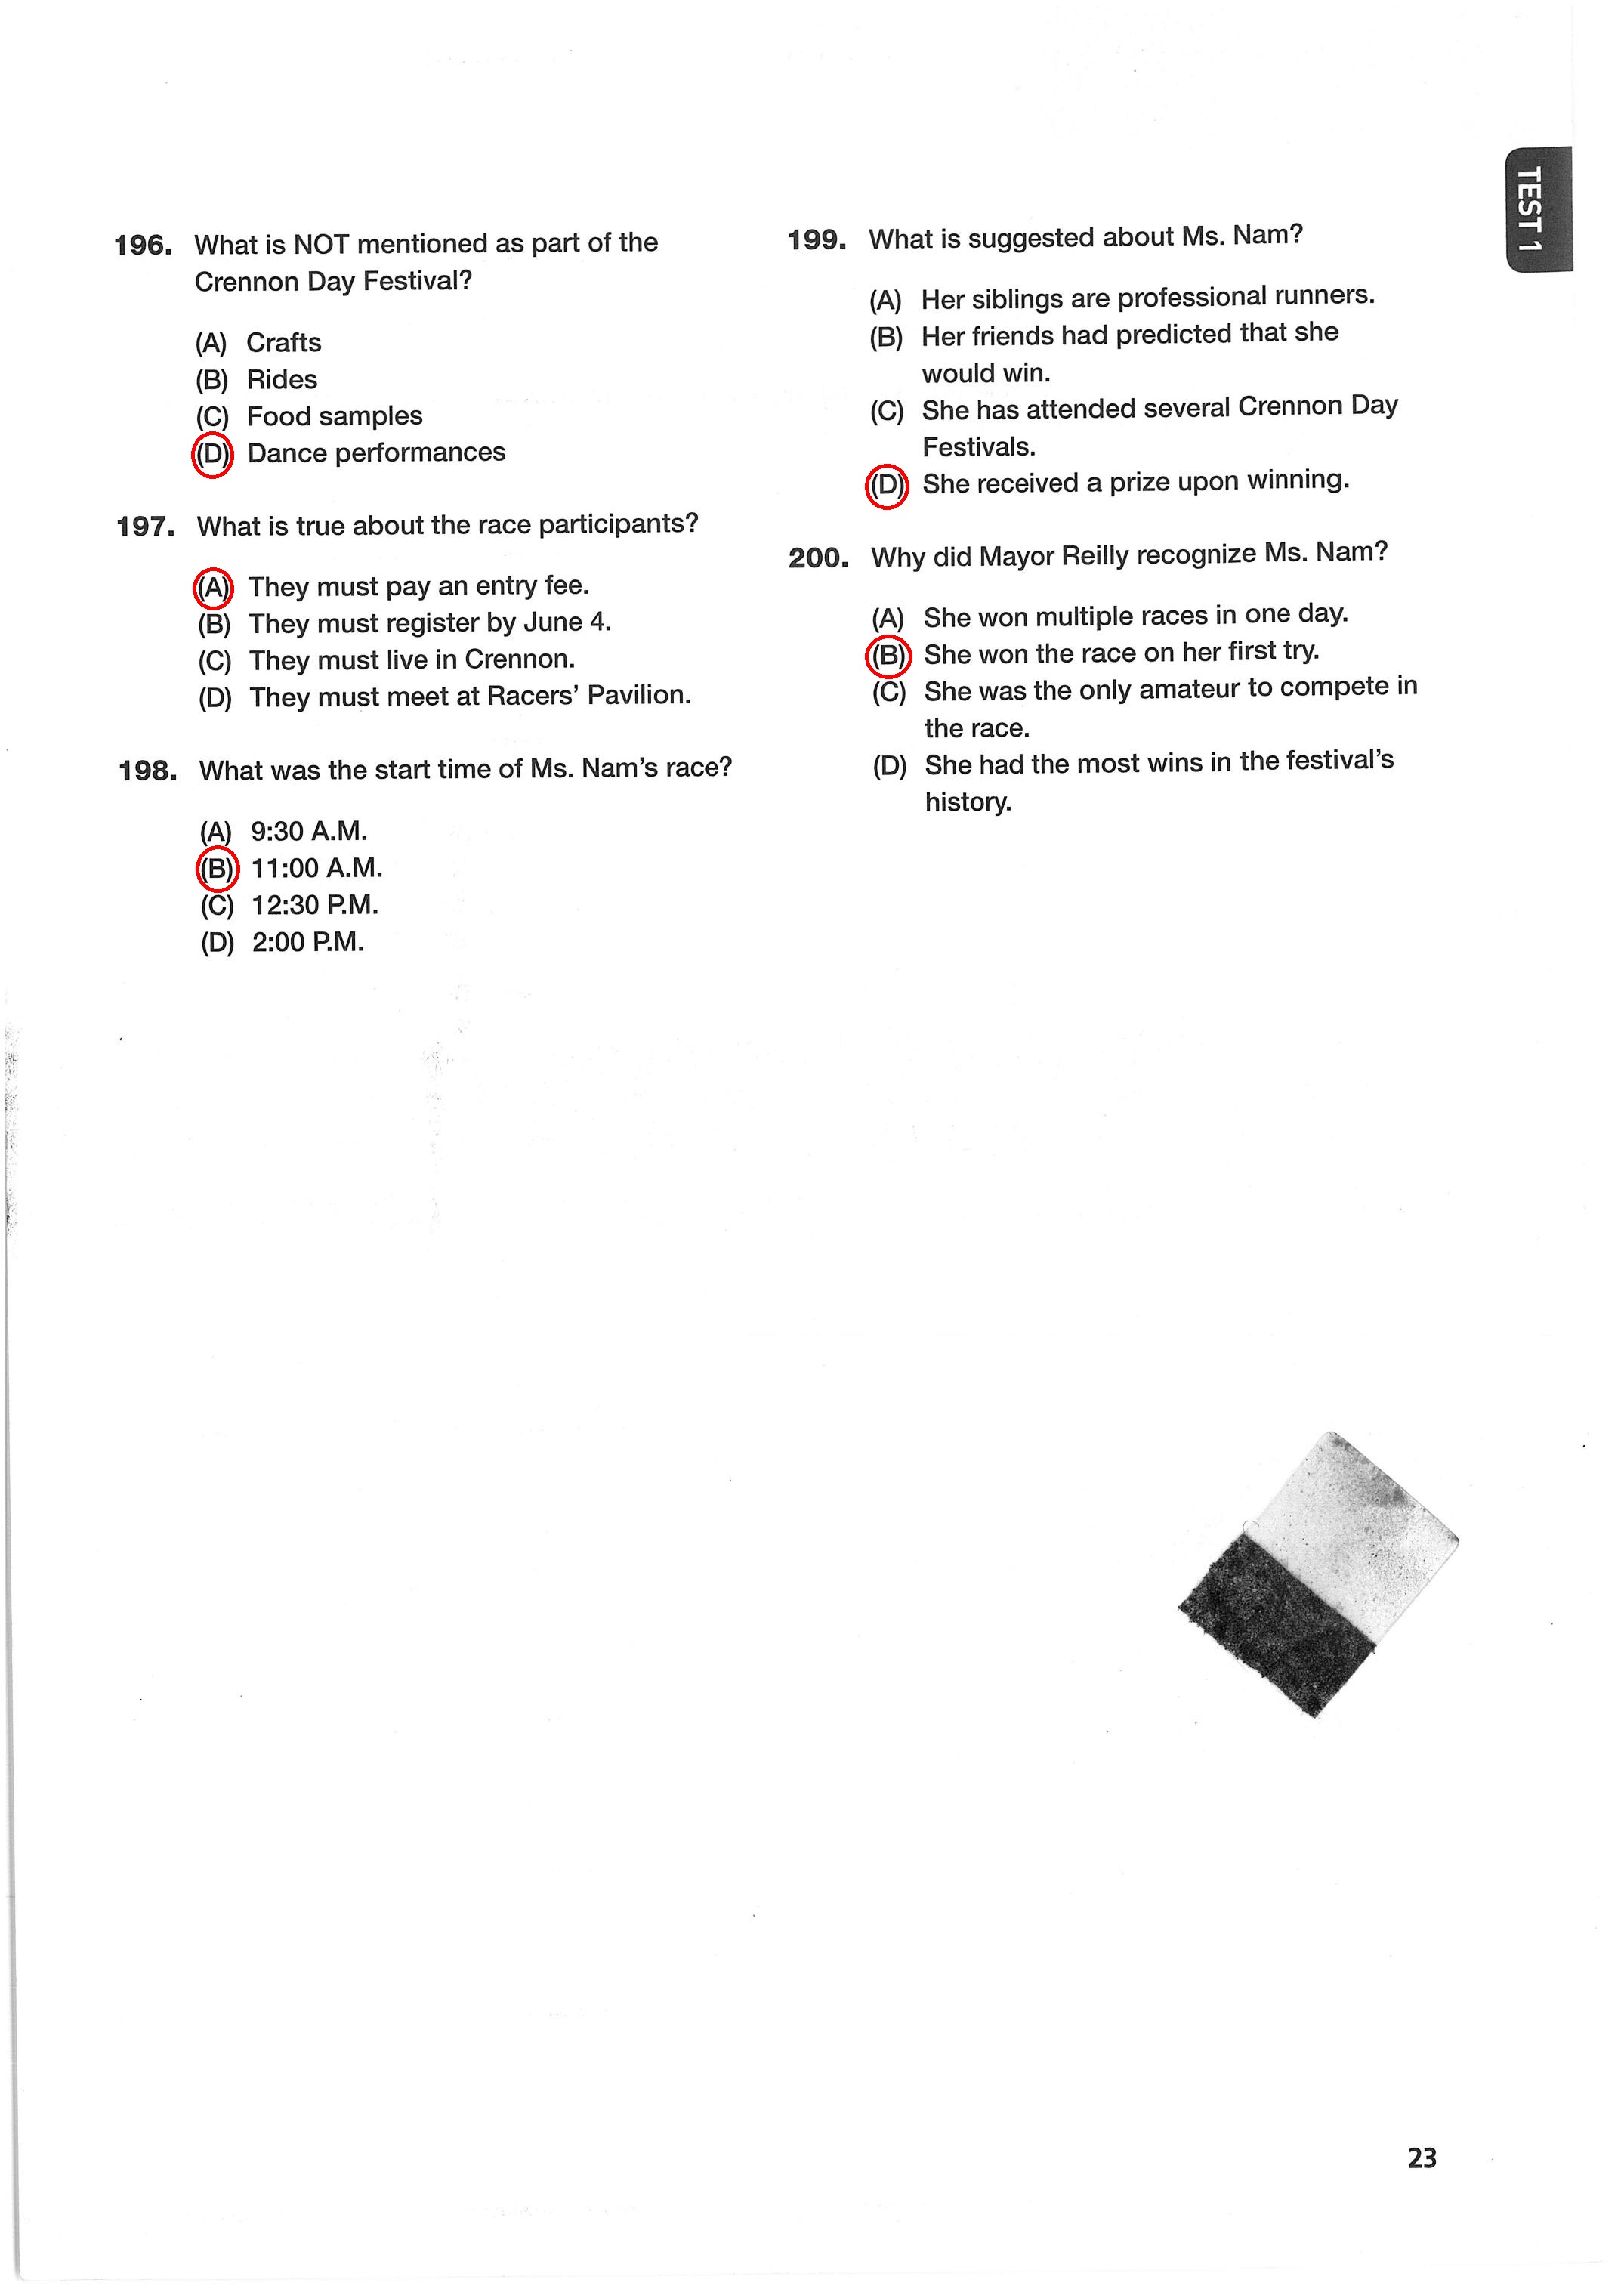 TEST 1
196. What is NOT mentioned as part of the
Crennon Day Festival?
(A) Crafts
(B) Rides
(C) Food samples
(D) Dance performances
197. What is true about the race participants?
(A) They must pay an entry fee.
(B) They must register by June 4.
(C) They must live in Crennon.
(D) They must meet at Racers’ Pavilion.
198. What was the start time of Ms. Nam’s race?
(A) 9:30 A.M.
(B) 11:00 A.M.
(C) 12:30 P.M.
(D) 2:00 P.M.
199. What is suggested about Ms. Nam?
(A) Her siblings are professional runners.
(B) Her friends had predicted that she
would win.
(C) She has attended several Crennon Day
Festivals.
(D) She received a prize upon winning.
200. Why did Mayor Reilly recognize Ms. Nam?
(A) She won multiple races in one day.
(B) She won the race on her first try.
(C) She was the only amateur to compete in
the race.
(D) She had the most wins in the festival’s
history.
23